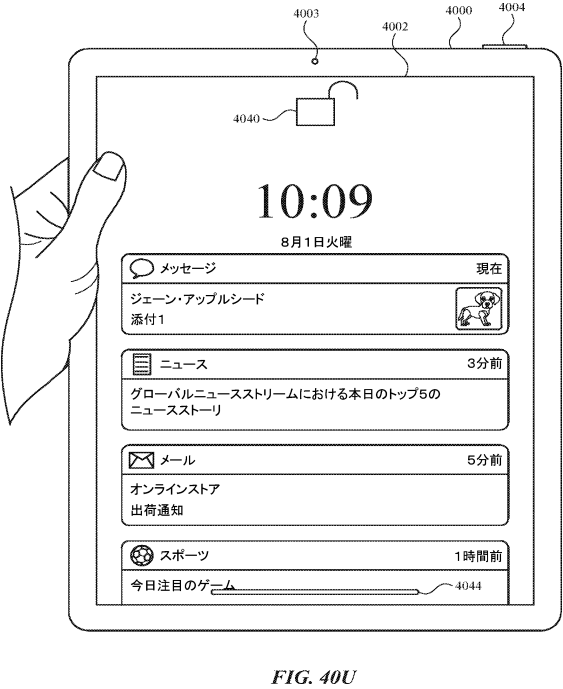 4003
4000
4004
4002
4040
10:09
8月1日火曜
メッセージ 現在
ジェーン・アップルシード
添付1
ニュース 3分前
グローバルニュースストリームにおける本日のトップ5の
ニュースストーリ
メール 5分前
オンラインストア
出荷通知
スポーツ 1時間前
今日注目のゲーム
4044
FIG. 40U